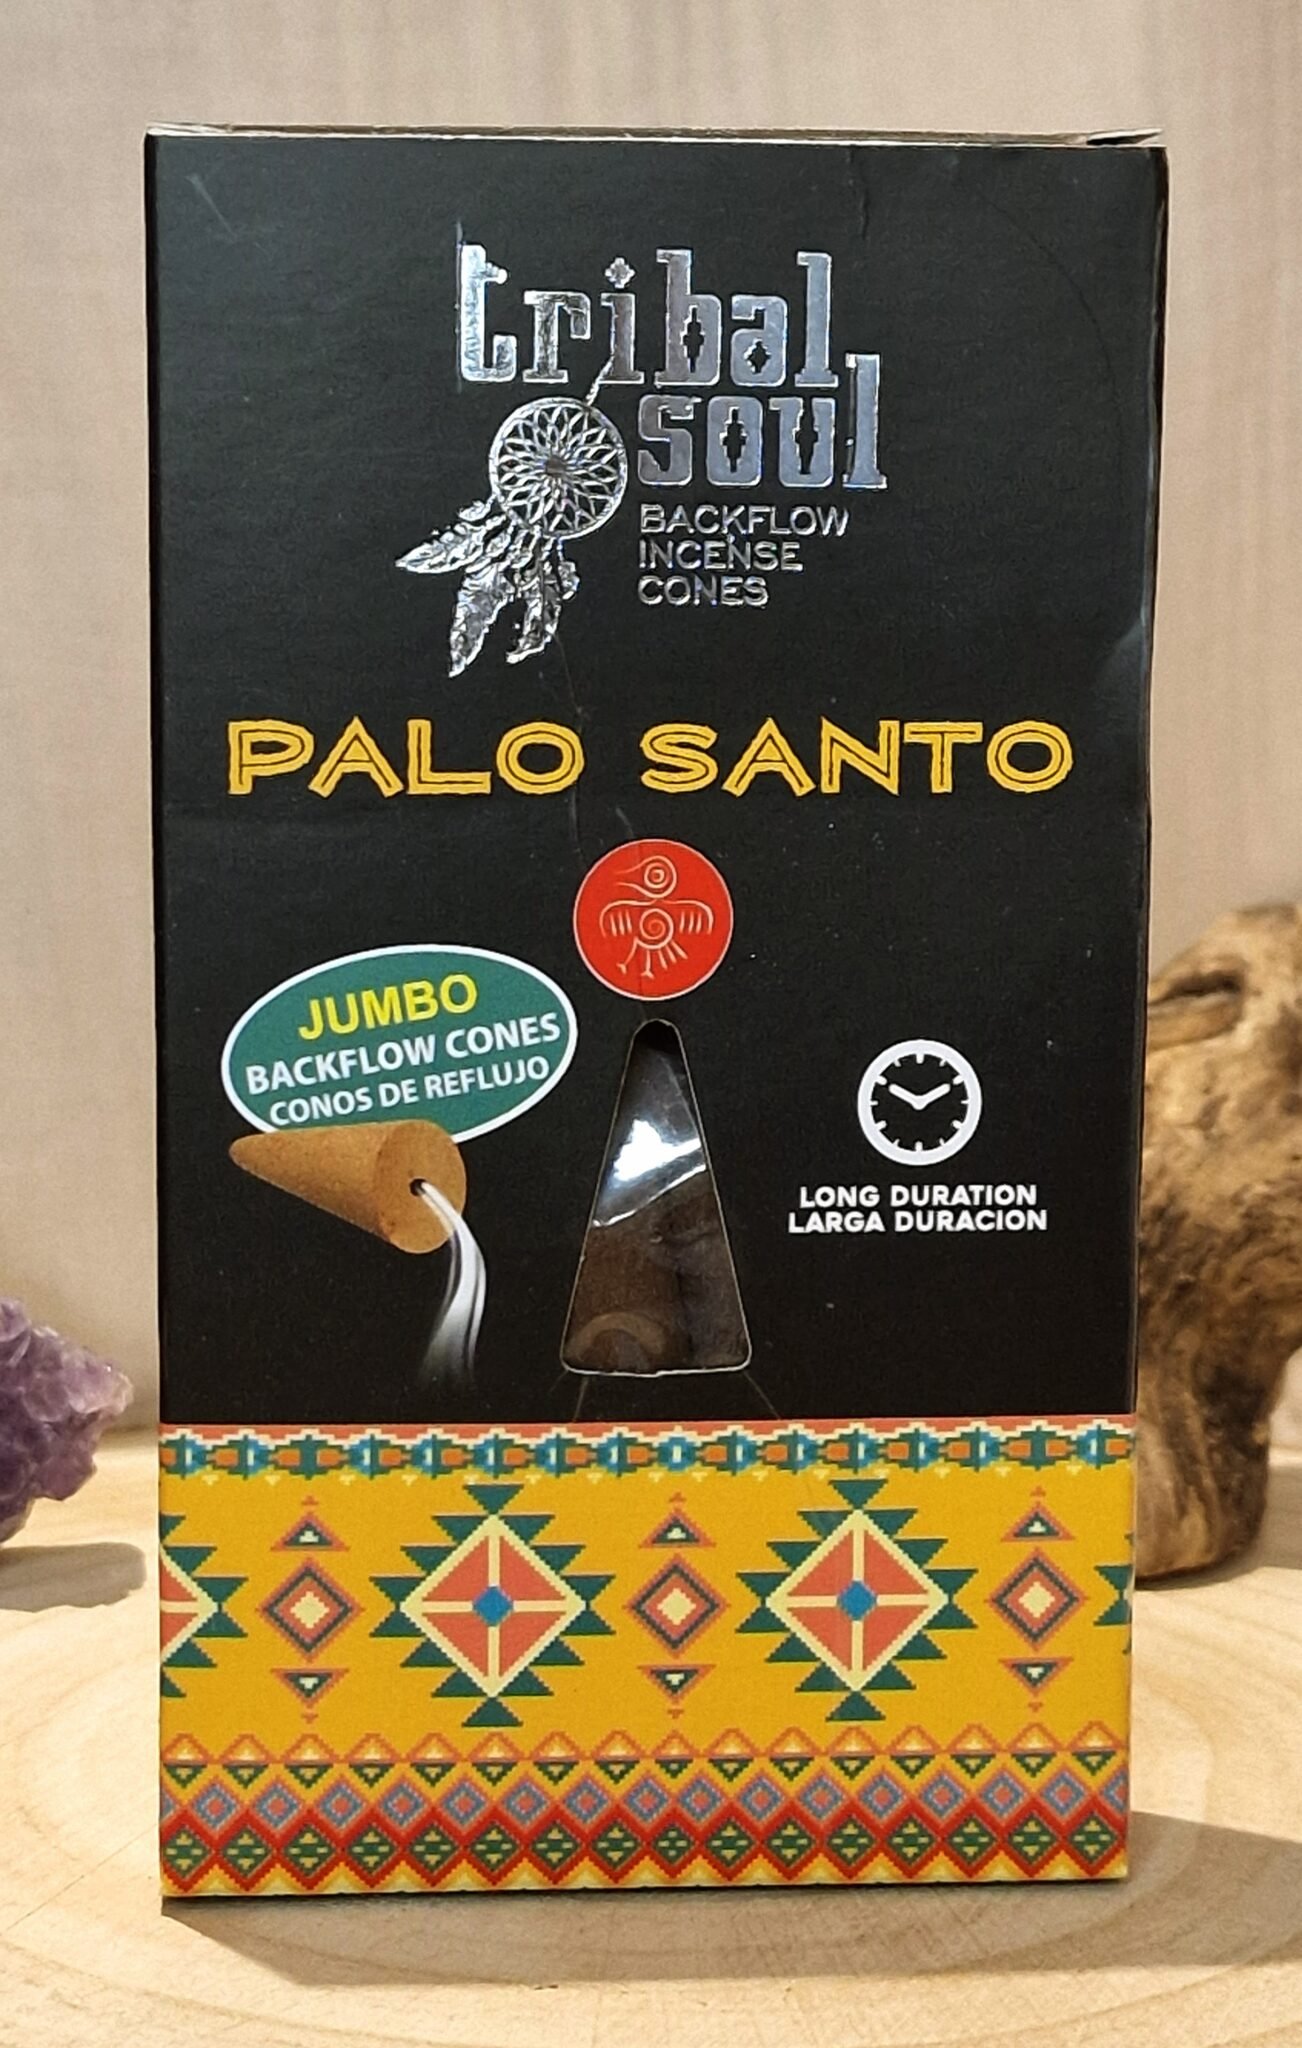 tribal
soul
BACKFLOW
INCENSE
CONES
PALO SANTO
JUMBO
BACKFLOW CONES
CONOS DE REFLUJO
LONG DURATION
LARGA DURACION